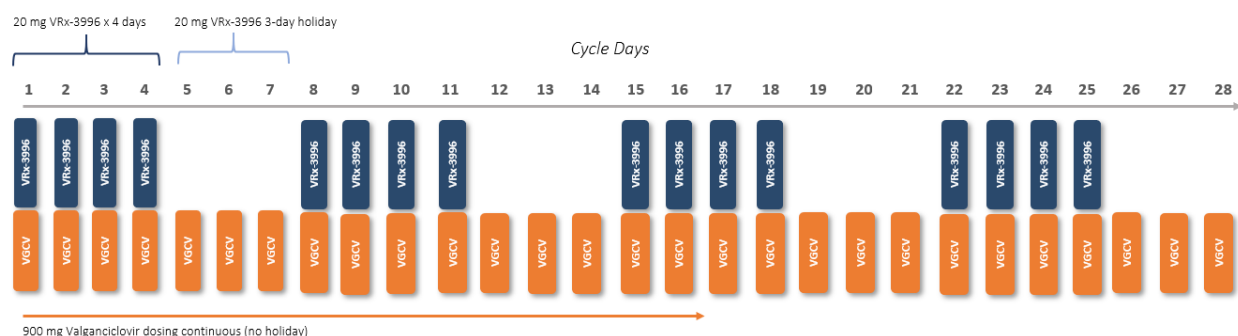 20 mg VRx-3996 x 4 days 20 mg VRx-3996 3-day holiday
Cycle Days
1 2 3 4 5 6 7 8 9 10 11 12 13 14 15 16 17 18 19 20 21 22 23 24 25 26 27 28
VRx-3996 VRx-3996 VRx-3996 VRx-3996 VRx-3996 VRx-3996 VRx-3996 VRx-3996 VRx-3996 VRx-3996 VRx-3996 VRx-3996 VRx-3996 VRx-3996 VRx-3996 VRx-3996
VGCV VGCV VGCV VGCV VGCV VGCV VGCV VGCV VGCV VGCV VGCV VGCV VGCV VGCV VGCV VGCV VGCV VGCV VGCV VGCV VGCV VGCV VGCV VGCV VGCV VGCV VGCV VGCV
900 mg Valganciclovir dosing continuous (no holiday)